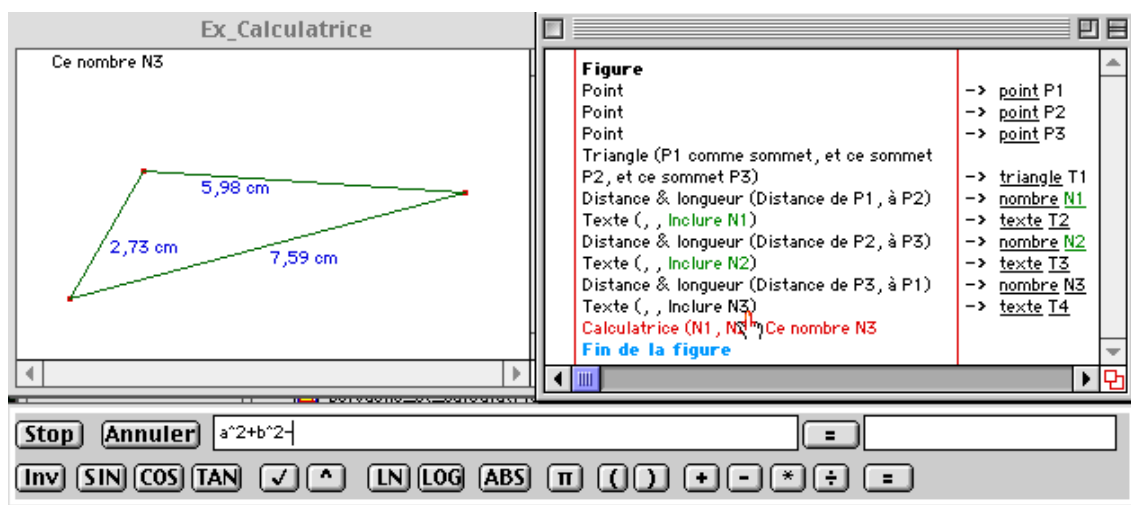 Ex_Calculatrice
Ce nombre N3
5,98 cm
2,73 cm
7,59 cm
Figure
Point -> point P1
Point -> point P2
Point -> point P3
Triangle (P1 comme sommet, et ce sommet
P2, et ce sommet P3) -> triangle T1
Distance & longueur (Distance de P1, à P2) -> nombre N1
Texte (, , Inclure N1) -> texte T2
Distance & longueur (Distance de P2, à P3) -> nombre N2
Texte (, , Inclure N2) -> texte T3
Distance & longueur (Distance de P3, à P1) -> nombre N3
Texte (, , Inclure N3) -> texte T4
Calculatrice (N1, Ce nombre N3
Fin de la figure
Stop Annuler a^2+b^2- =
Inv SIN COS TAN √ ^ LN LOG ABS π ( ) + - * ÷ =